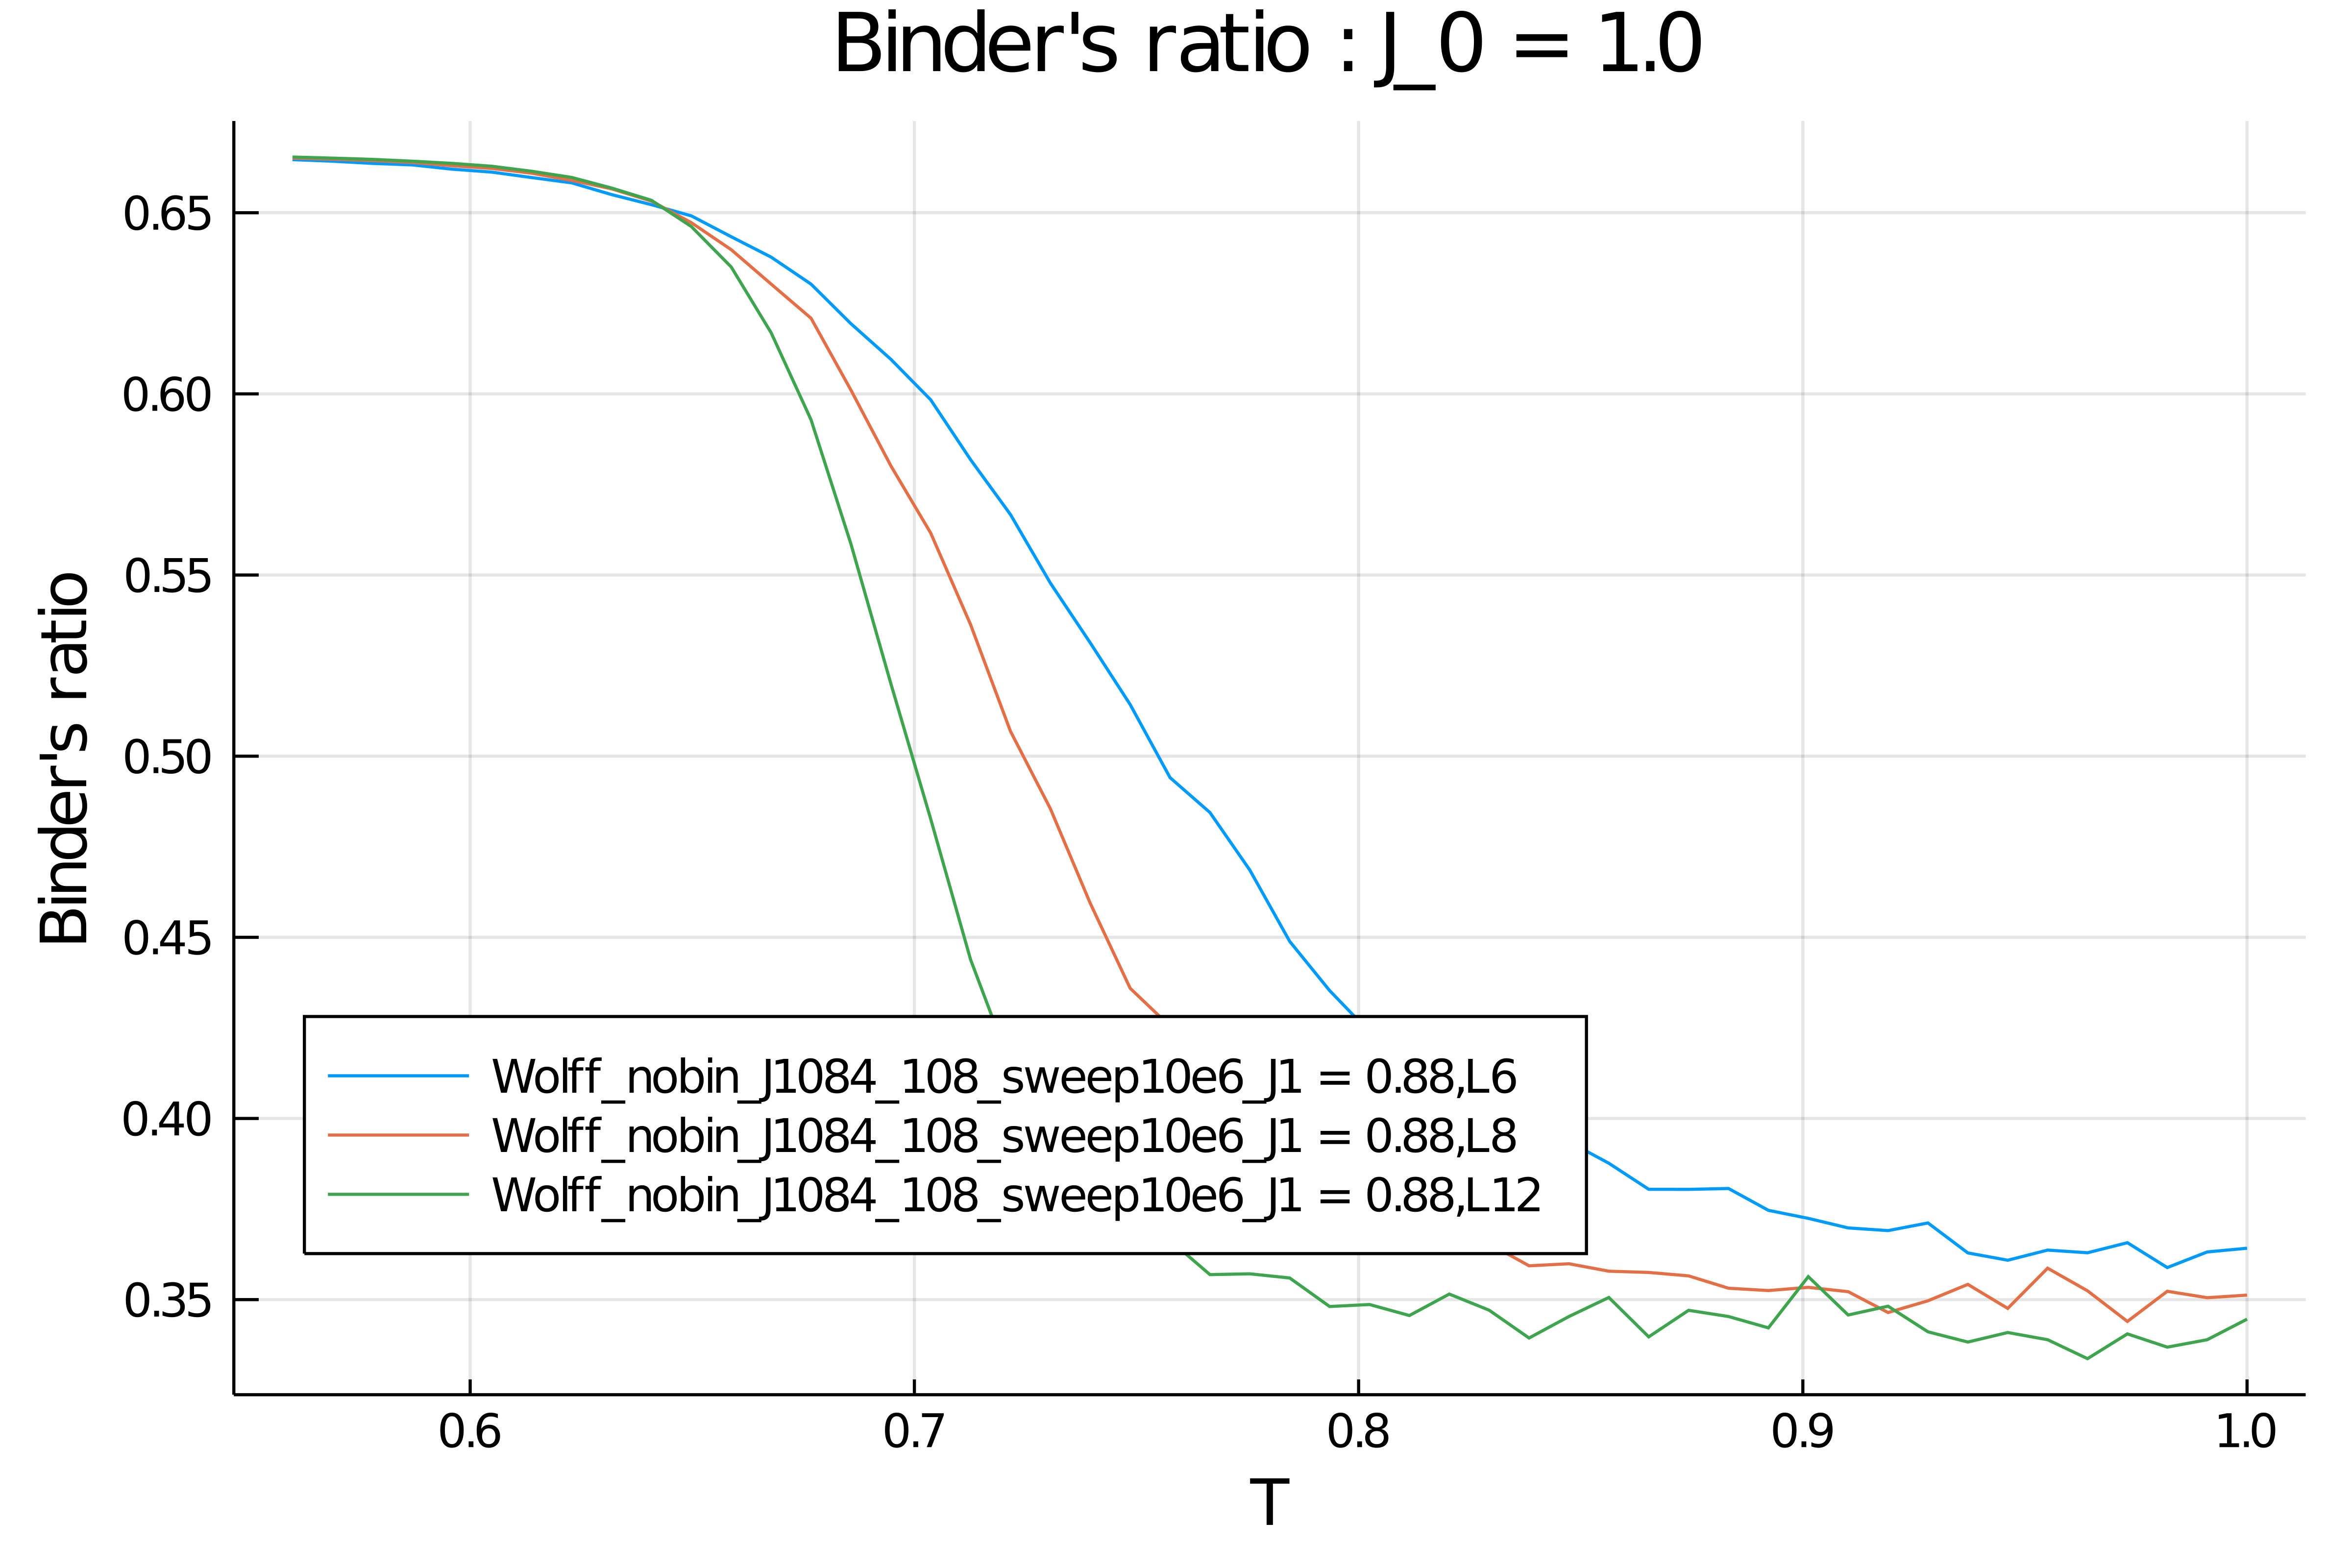 Binder's ratio : J_0 = 1.0
Binder's ratio
0.65
0.60
0.55
0.50
0.45
0.40
0.35
Wolff_nobin_J1084_108_sweep10e6_J1 = 0.88,L6
Wolff_nobin_J1084_108_sweep10e6_J1 = 0.88,L8
Wolff_nobin_J1084_108_sweep10e6_J1 = 0.88,L12
0.6 0.7 0.8 0.9 1.0
T